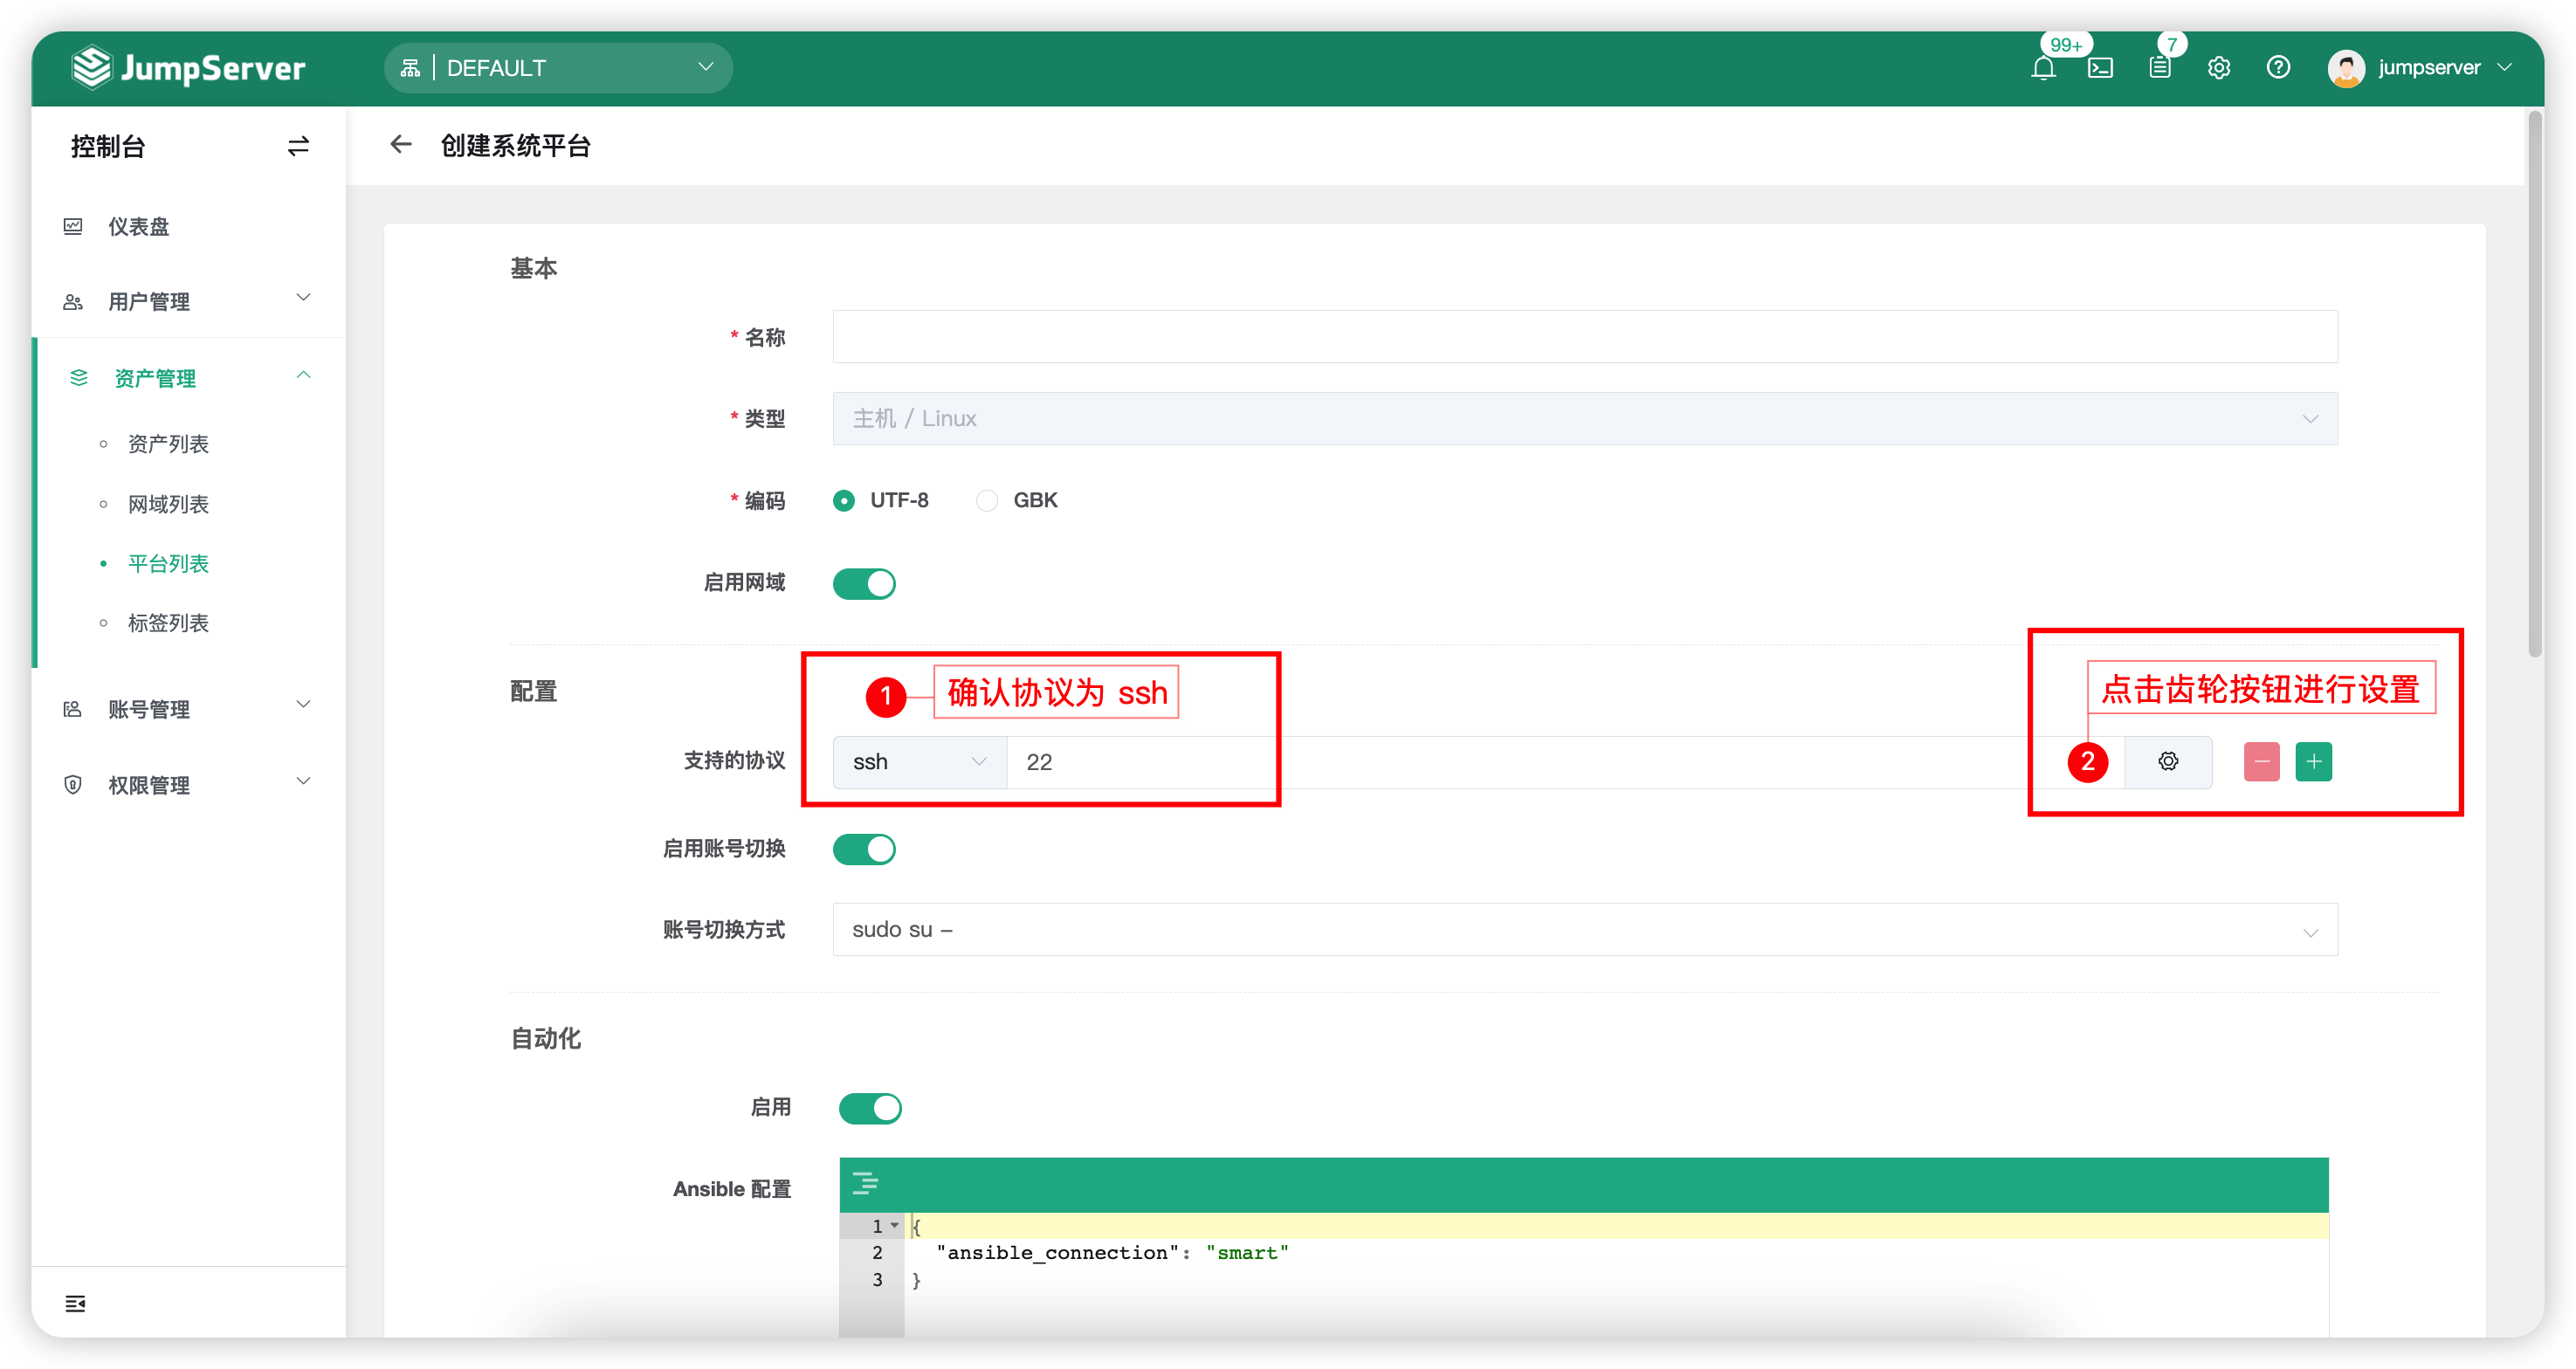 JumpServer
DEFAULT
99+
7
jumpserver
控制台
创建系统平台
仪表盘
用户管理
资产管理
资产列表
网域列表
平台列表
标签列表
账号管理
权限管理
基本
* 名称
* 类型
主机 / Linux
* 编码
UTF-8
GBK
启用网域
配置
1
确认协议为 ssh
点击齿轮按钮进行设置
支持的协议
ssh
22
2
启用账号切换
账号切换方式
sudo su -
自动化
启用
Ansible 配置
1 {
2 "ansible_connection": "smart"
3 }